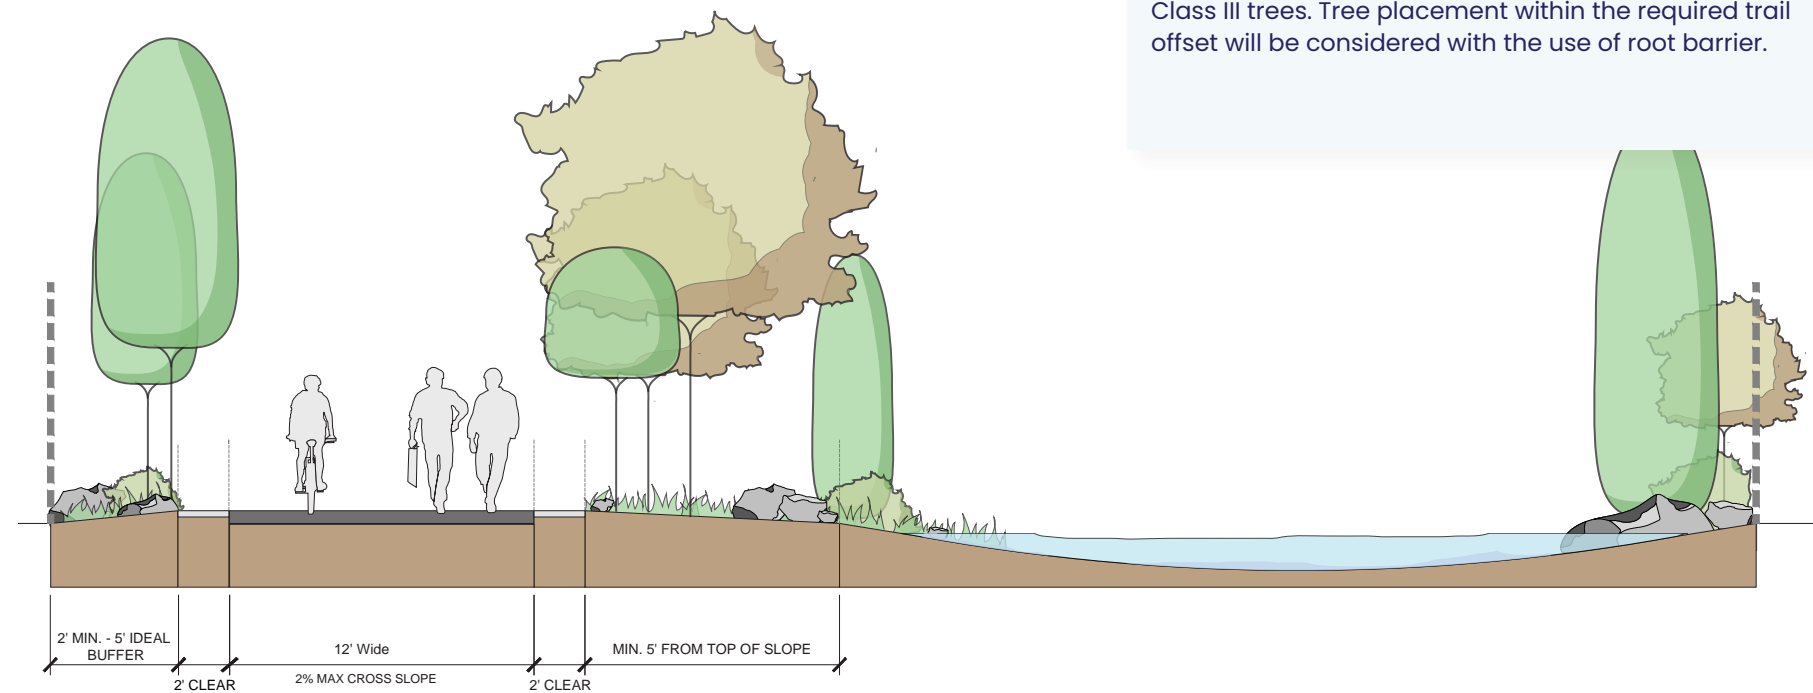 Class III trees. Tree placement within the required trail
offset will be considered with the use of root barrier.
2' MIN. - 5' IDEAL
BUFFER
2' CLEAR
12' Wide
2% MAX CROSS SLOPE
2' CLEAR
MIN. 5' FROM TOP OF SLOPE